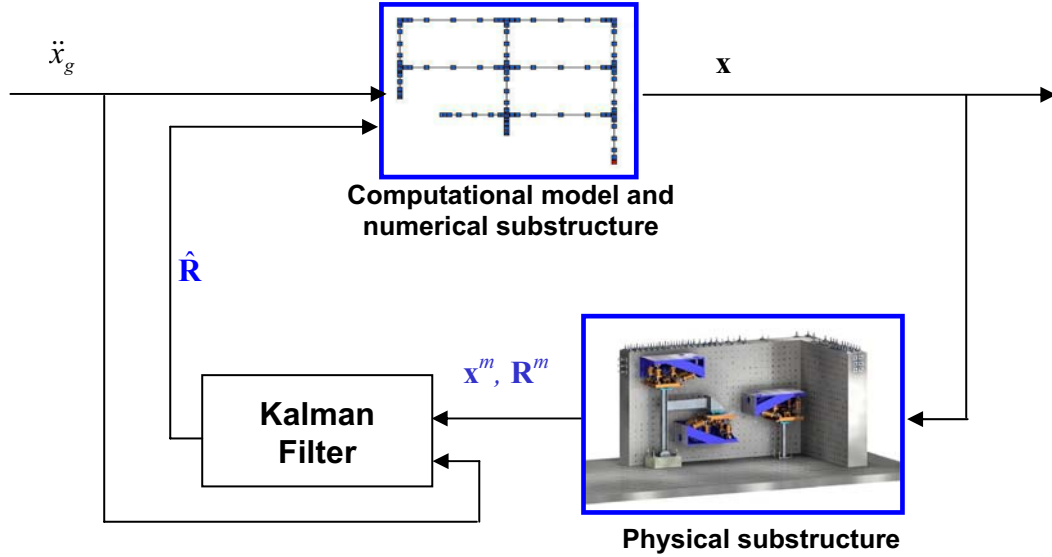 ẍ_g
x
Computational model and
numerical substructure
R̂
x^m, R^m
Kalman
Filter
Physical substructure